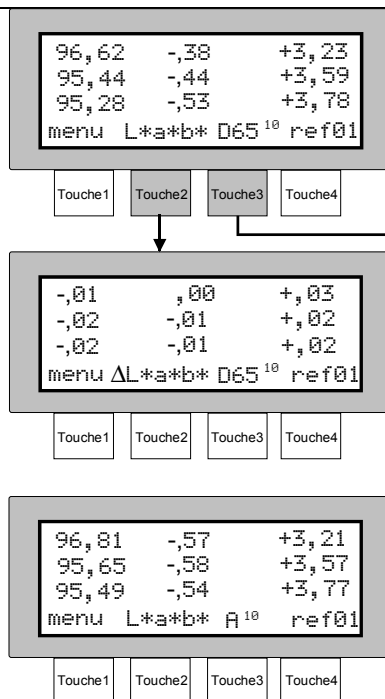 96,62 -,38 +3,23
95,44 -,44 +3,59
95,28 -,53 +3,78
menu L*a*b* D65 10 ref01
Touche1 Touche2 Touche3 Touche4
-,01 ,00 +,03
-,02 -,01 +,02
-,02 -,01 +,02
menu ΔL*a*b* D65 10 ref01
Touche1 Touche2 Touche3 Touche4
96,81 -,57 +3,21
95,65 -,58 +3,57
95,49 -,54 +3,77
menu L*a*b* A 10 ref01
Touche1 Touche2 Touche3 Touche4